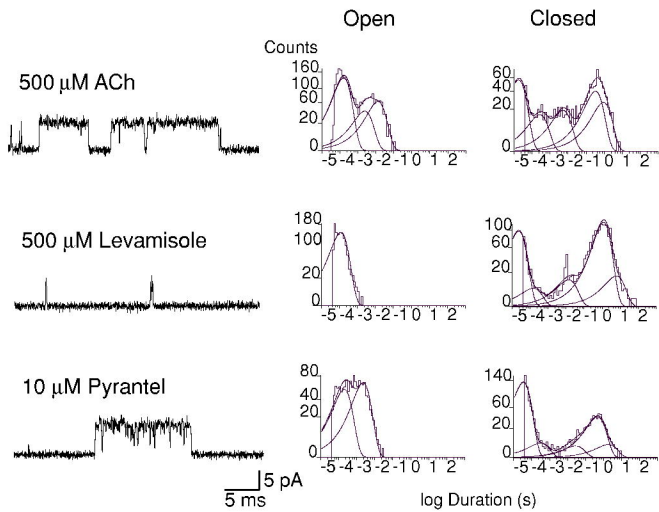 Open Closed
Counts
500 µM ACh
160
100
60
20
0
-5 -4 -3 -2 -1 0 1 2
60
40
20
0
-5 -4 -3 -2 -1 0 1 2
500 µM Levamisole
180
100
20
0
-5 -4 -3 -2 -1 0 1 2
100
60
20
0
-5 -4 -3 -2 -1 0 1 2
10 µM Pyrantel
80
40
20
0
-5 -4 -3 -2 -1 0 1 2
140
60
20
0
-5 -4 -3 -2 -1 0 1 2
5 pA
5 ms
log Duration (s)